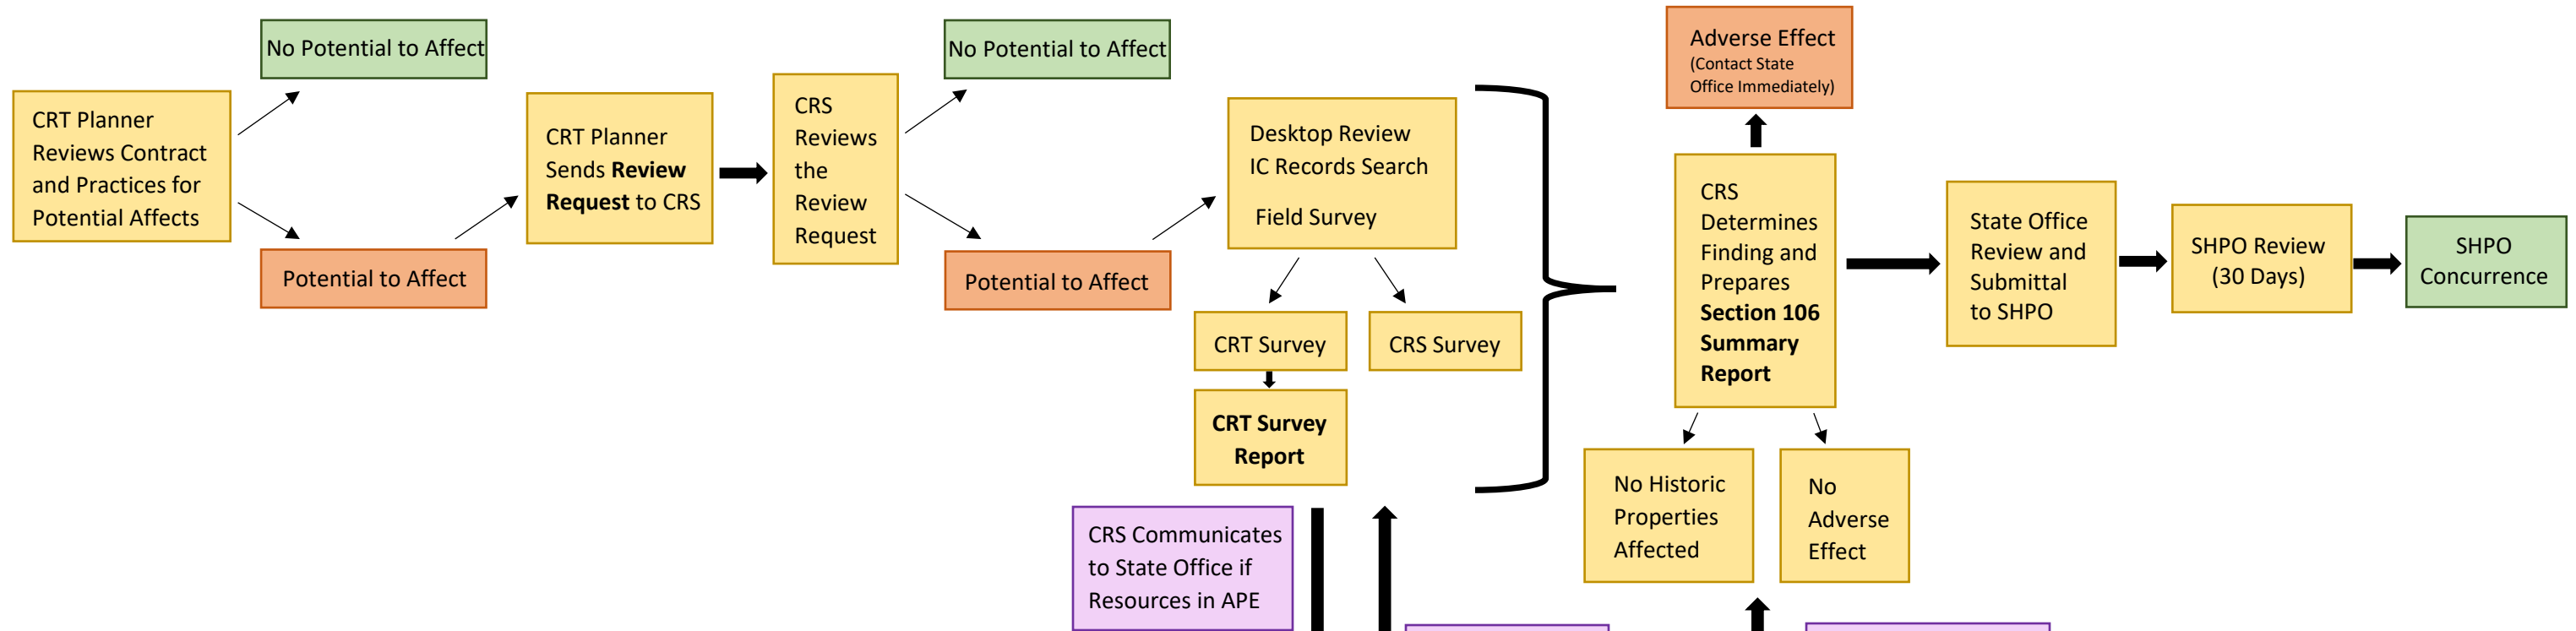 No Potential to Affect
CRT Planner
Reviews Contract
and Practices for
Potential Affects
Potential to Affect
CRT Planner
Sends Review
Request to CRS
CRS
Reviews
the
Review
Request
No Potential to Affect
Potential to Affect
Desktop Review
IC Records Search
Field Survey
CRT Survey
CRS Survey
CRT Survey
Report
CRS Communicates
to State Office if
Resources in APE
Adverse Effect
(Contact State
Office Immediately)
CRS
Determines
Finding and
Prepares
Section 106
Summary
Report
No Historic
Properties
Affected
No
Adverse
Effect
State Office
Review and
Submittal
to SHPO
SHPO Review
(30 Days)
SHPO
Concurrence